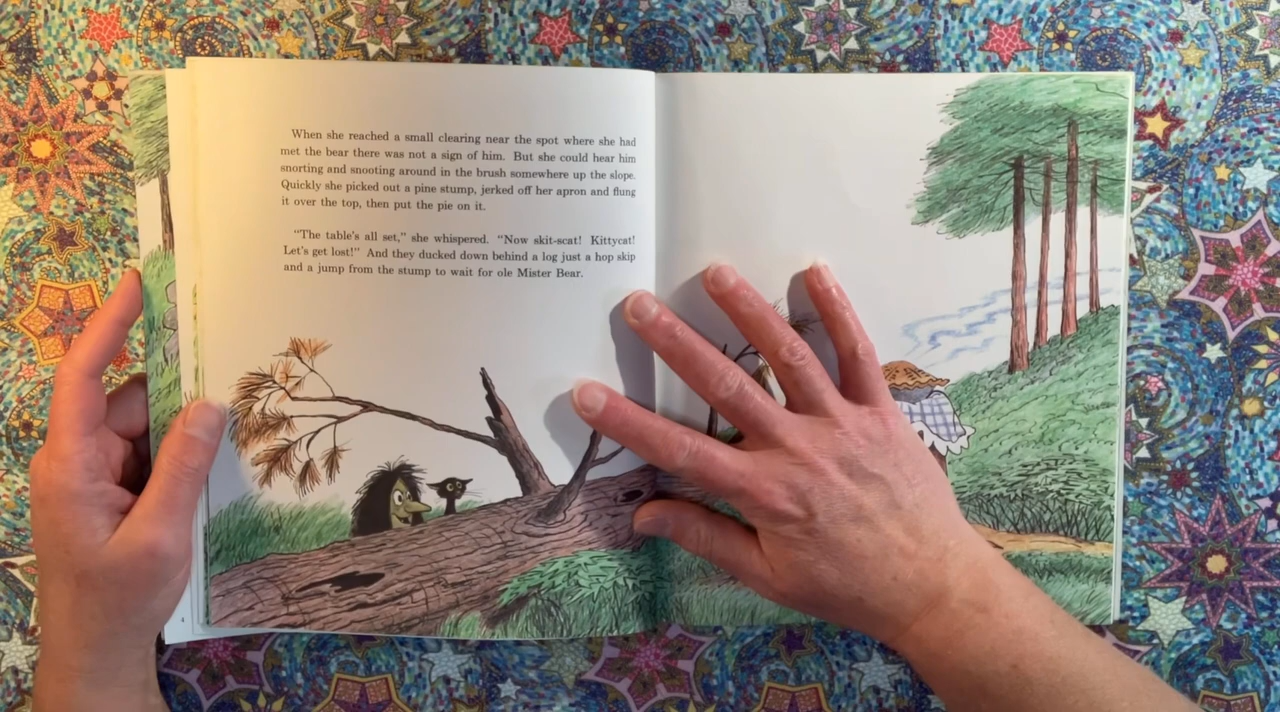 When she reached a small clearing near the spot where she had
met the bear there was not a sign of him. But she could hear him
snorting and snooting around in the brush somewhere up the slope.
Quickly she picked out a pine stump, jerked off her apron and flung
it over the top, then put the pie on it.
"The table's all set," she whispered. "Now skit-scat! Kittycat!
Let's get lost!" And they ducked down behind a log just a hop skip
and a jump from the stump to wait for ole Mister Bear.
4